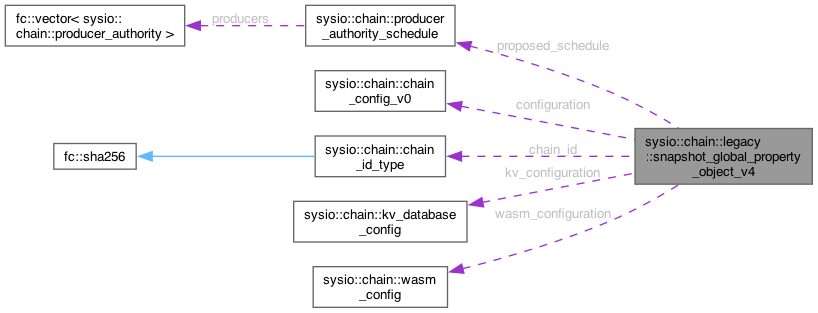 fc::vector< sysio::
chain::producer_authority >
producers
sysio::chain::producer
_authority_schedule
proposed_schedule
sysio::chain::chain
_config_v0
configuration
fc::sha256
sysio::chain::chain
_id_type
chain_id
sysio::chain::legacy
::snapshot_global_property
_object_v4
kv_configuration
sysio::chain::kv_database
_config
wasm_configuration
sysio::chain::wasm
_config